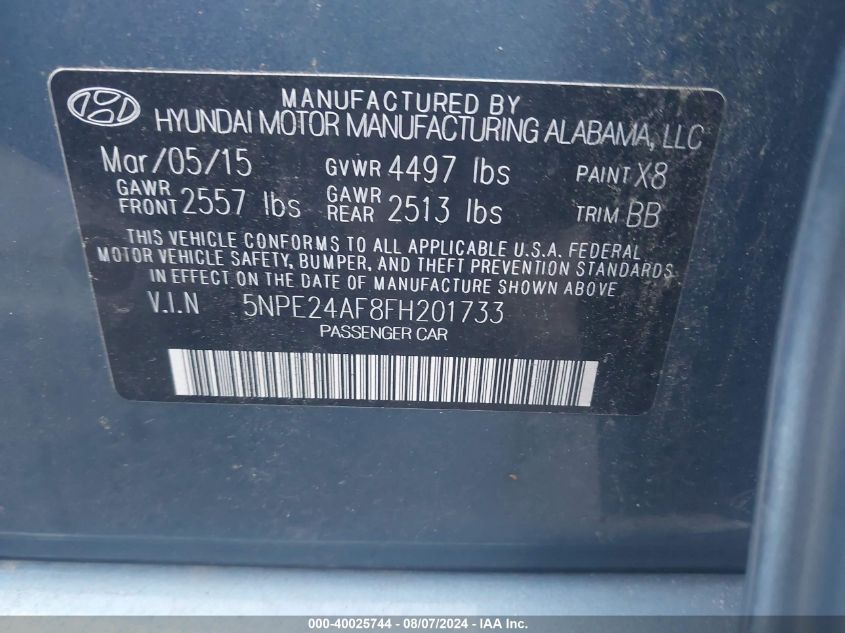 MANUFACTURED BY
HYUNDAI MOTOR MANUFACTURING ALABAMA, LLC
Mar/05/15 GVWR 4497 lbs PAINT X8
GAWR FRONT 2557 lbs GAWR REAR 2513 lbs TRIM BB
THIS VEHICLE CONFORMS TO ALL APPLICABLE U.S.A. FEDERAL
MOTOR VEHICLE SAFETY, BUMPER, AND THEFT PREVENTION STANDARDS
IN EFFECT ON THE DATE OF MANUFACTURE SHOWN ABOVE
V.I.N 5NPE24AF8FH201733
PASSENGER CAR
000-40025744 - 08/07/2024 - IAA Inc.